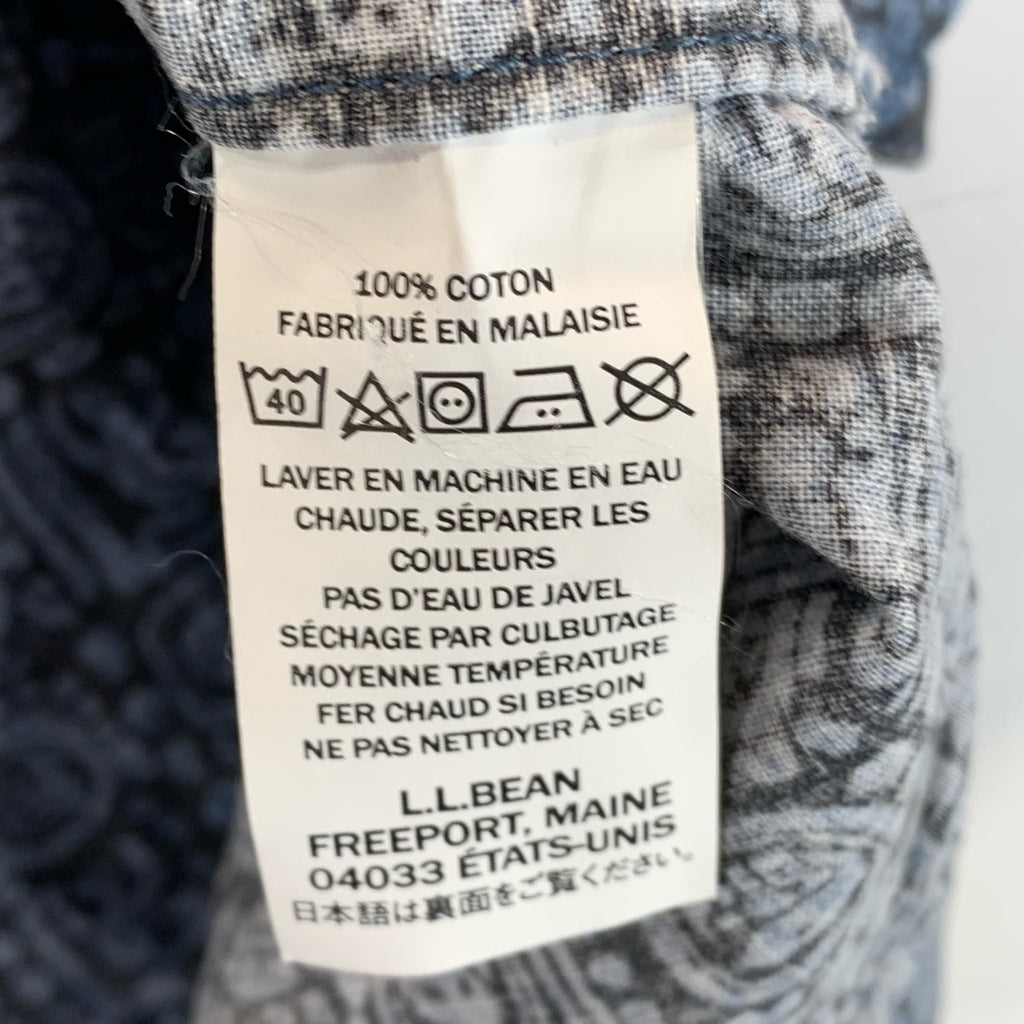 100% COTON
FABRIQUÉ EN MALAISIE
40
LAVER EN MACHINE EN EAU
CHAUDE, SÉPARER LES
COULEURS
PAS D'EAU DE JAVEL
SÉCHAGE PAR CULBUTAGE
MOYENNE TEMPÉRATURE
FER CHAUD SI BESOIN
NE PAS NETTOYER À SEC
L.L.BEAN
FREEPORT, MAINE
04033 ÉTATS-UNIS
日本語は裏面をご覧ください。